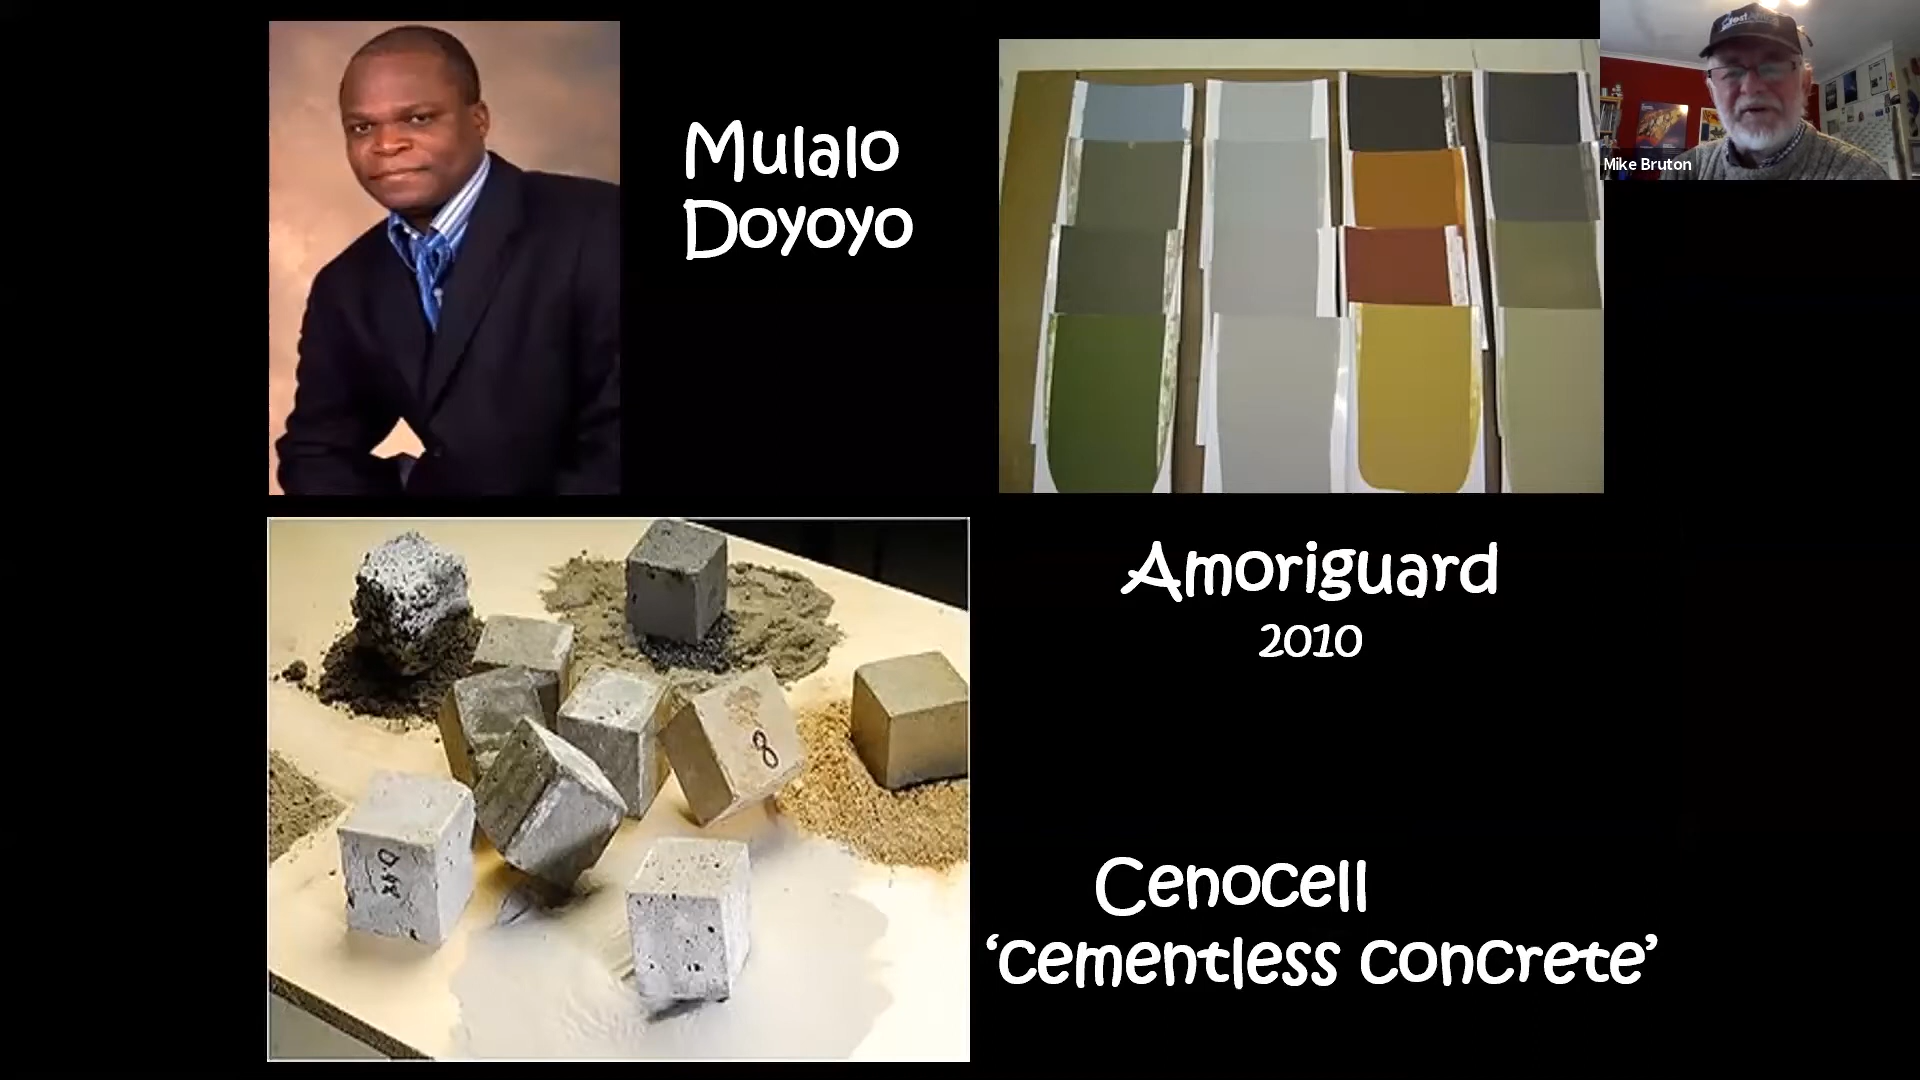 Mulalo
Doyoyo
Mike Bruton
Amoriguard
2010
8
Cenocell
‘cementless concrete’